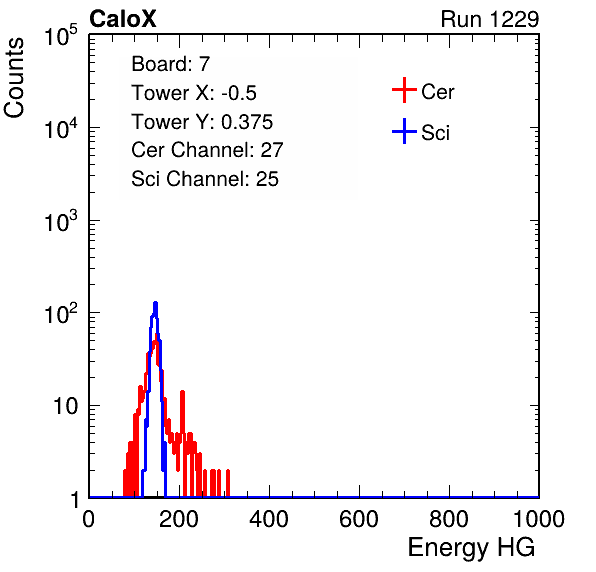 CaloX Run 1229
Counts
10^5
10^4
10^3
10^2
10
1
Board: 7
Tower X: -0.5
Tower Y: 0.375
Cer Channel: 27
Sci Channel: 25
Cer
Sci
0 200 400 600 800 1000
Energy HG